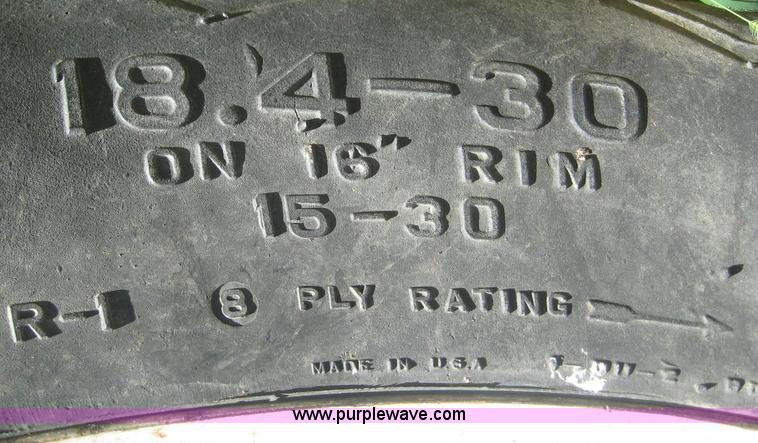 18.4-30
ON 16" RIM
15-30
R-1 8 PLY RATING
MADE IN U.S.A
www.purplewave.com